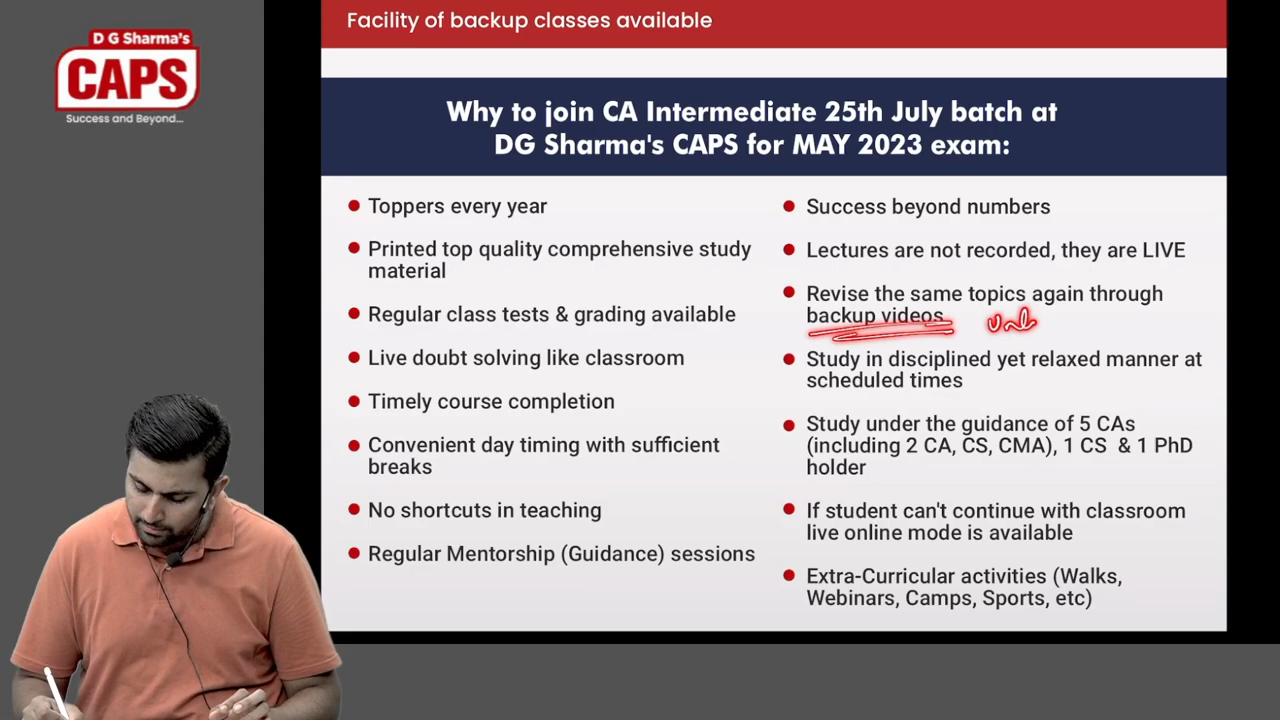 D G Sharma's
CAPS
Success and Beyond...
Facility of backup classes available
Why to join CA Intermediate 25th July batch at
DG Sharma's CAPS for MAY 2023 exam:
Toppers every year
Printed top quality comprehensive study
material
Regular class tests & grading available
Live doubt solving like classroom
Timely course completion
Convenient day timing with sufficient
breaks
No shortcuts in teaching
Regular Mentorship (Guidance) sessions
Success beyond numbers
Lectures are not recorded, they are LIVE
Revise the same topics again through
backup videos
Study in disciplined yet relaxed manner at
scheduled times
Study under the guidance of 5 CAs
(including 2 CA, CS, CMA), 1 CS & 1 PhD
holder
If student can't continue with classroom
live online mode is available
Extra-Curricular activities (Walks,
Webinars, Camps, Sports, etc)